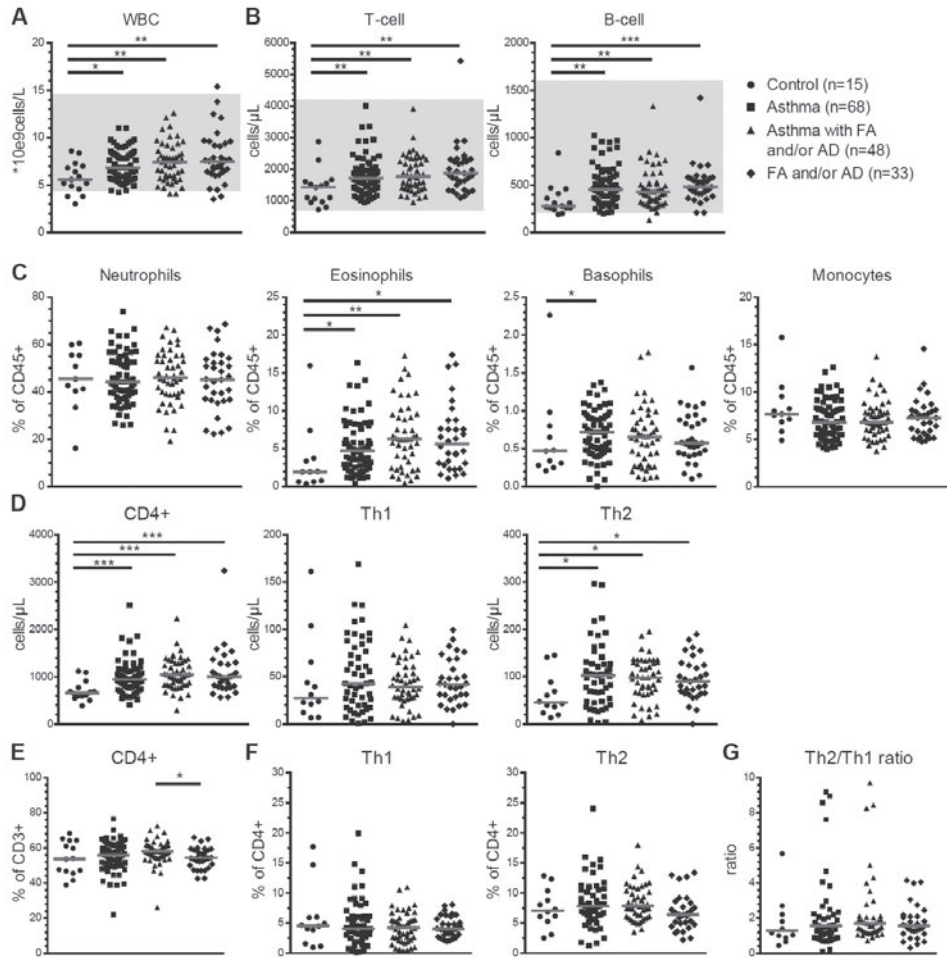 A
WBC
*10e9cells/L
20
15
10
5
0
*
**
**
B
T-cell
cells/µL
6000
5000
4000
3000
2000
1000
0
**
**
**
B-cell
cells/µL
2000
1500
1000
500
0
**
**
***
Control (n=15)
Asthma (n=68)
Asthma with FA
and/or AD (n=48)
FA and/or AD (n=33)
C
Neutrophils
% of CD45+
80
60
40
20
0
Eosinophils
% of CD45+
25
20
15
10
5
0
*
**
*
Basophils
% of CD45+
2.5
2.0
1.5
1.0
0.5
0.0
*
Monocytes
% of CD45+
20
15
10
5
0
D
CD4+
cells/µL
4000
3000
2000
1000
0
***
***
***
Th1
cells/µL
200
150
100
50
0
Th2
cells/µL
400
300
200
100
0
*
*
*
E
CD4+
% of CD3+
100
80
60
40
20
0
*
F
Th1
% of CD4+
30
25
20
15
10
5
0
Th2
% of CD4+
30
25
20
15
10
5
0
G
Th2/Th1 ratio
ratio
10
8
6
4
2
0